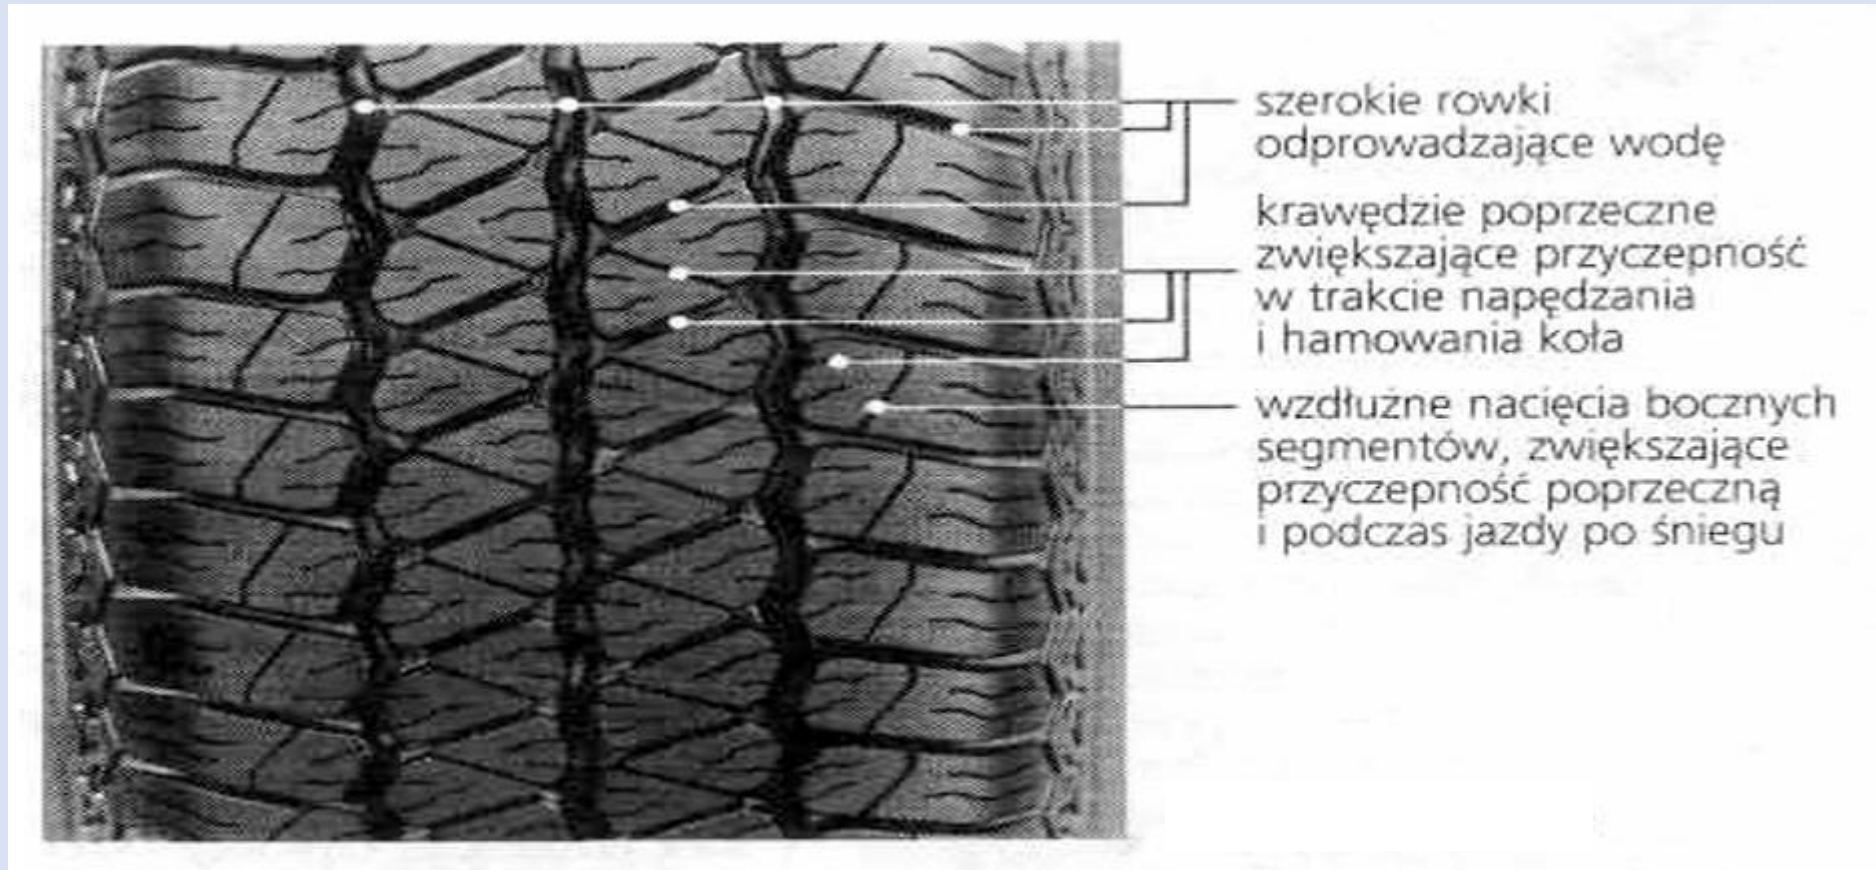 szerokie rowki
odprowadzające wodę
krawędzie poprzeczne
zwiększające przyczepność
w trakcie napędzania
i hamowania koła
wzdłużne nacięcia bocznych
segmentów, zwiększające
przyczepność poprzeczną
i podczas jazdy po śniegu